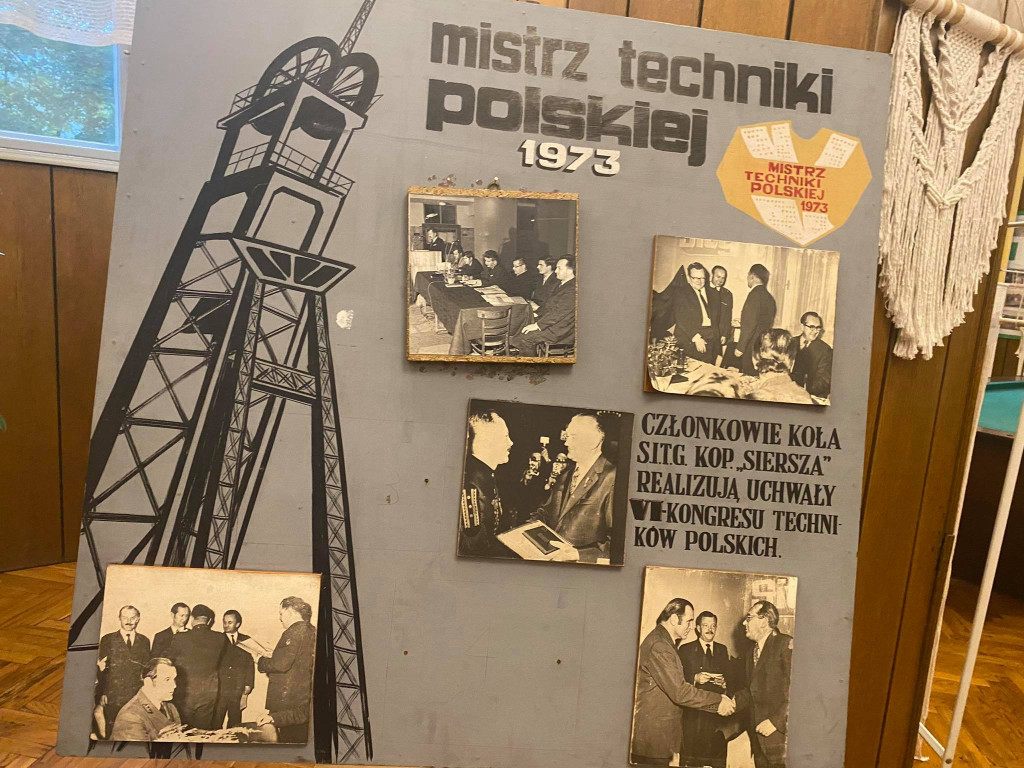 mistrz techniki
polskiej
1973
MISTRZ
TECHNIKI
POLSKIEJ
1973
CZŁONKOWIE KOŁA
S.I.T.G. KOP. „SIERSZA”
REALIZUJĄ UCHWAŁY
VI-KONGRESU TECHNI-
KÓW POLSKICH.